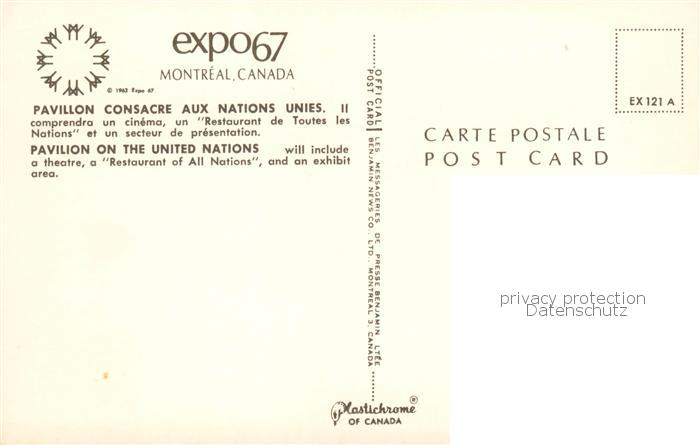 expo67
MONTRÉAL, CANADA
© 1963 Expo 67
PAVILLON CONSACRE AUX NATIONS UNIES. Il
comprendra un cinéma, un "Restaurant de Toutes les
Nations" et un secteur de présentation.
PAVILION ON THE UNITED NATIONS will include
a theatre, a "Restaurant of All Nations", and an exhibit
area.
OFFICIAL
POST CARD
LES MESSAGERIES DE PRESSE BENJAMIN LTÉE
BENJAMIN NEWS CO., LTD., MONTREAL 3, CANADA
Plastichrome ®
OF CANADA
EX 121 A
CARTE POSTALE
POST CARD
privacy protection
Datenschutz